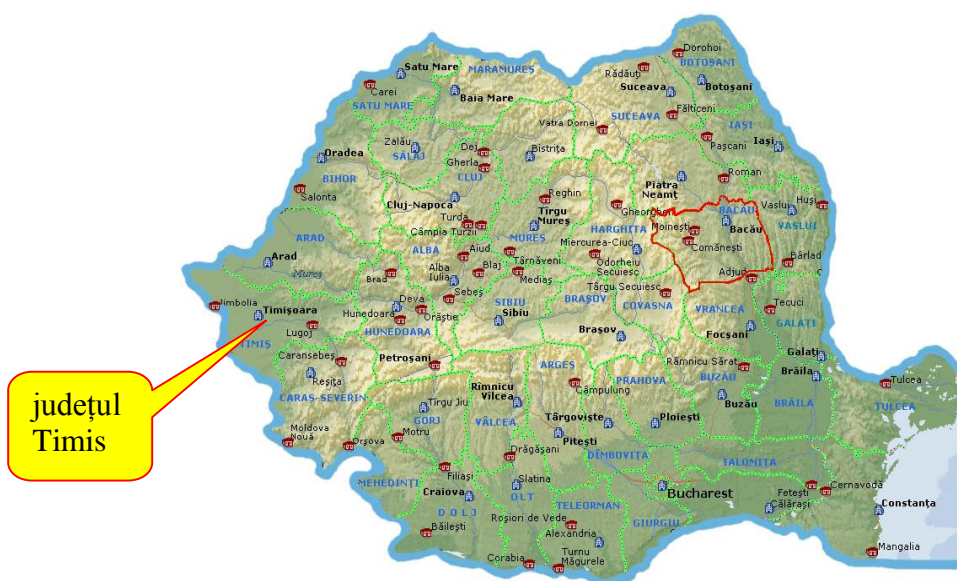 Dorohoi
BOTOȘANI
Rădăuți
Satu Mare
MARAMUREȘ
Suceava
Botoșani
Carei
Baia Mare
SATU MARE
SUCEAVA
Fălticeni
IAȘI
Vatra Dornei
Pașcani
Iași
Zalău
SĂLAJ
Dej
Bistrița
Oradea
Gherla
CLUJ
Roman
BIHOR
Piatra
Neamț
Salonta
Cluj-Napoca
Reghin
Gheorghe
BACĂU
Vaslui
Huși
Turda
Tîrgu
Mureș
Moinești
Bacău
VASLUI
Câmpia Turzii
MUREȘ
HARGHIȚA
Comănești
ARAD
ALBA
Aiud
Miercurea-Ciuc
Arad
Târnăveni
Odorheiu
Secuiesc
Bârlad
Mureș
Alba
Iulia
Blaj
Mediaș
Adjud
Brad
Târgu Secuiesc
Jimbolia
Deva
Sebeș
SIBIU
BRAȘOV
COVASNA
VRANCEA
Tecuci
Timișoara
Hunedoara
Orăștie
Sibiu
GALAȚI
Lugoj
HUNEDOARA
Brașov
Focșani
TIMIȘ
Caransebeș
Petroșani
ARGEȘ
Râmnicu Sărat
Galați
Reșița
Rîmnicu
Vîlcea
Câmpulung
PRAHOVA
BUZĂU
Brăila
Tulcea
județul
Timis
CARAS-SEVERIN
Tîrgu Jiu
GORJ
VÂLCEA
Târgoviște
Ploiești
Buzău
BRĂILA
TULCEA
Moldova
Nouă
Orșova
Motru
Pitești
Drăgășani
DÎMBOVIȚA
IALOMIȚA
MEHEDINȚI
Filiași
Slatina
Bucharest
Fetești
Cernavodă
Craiova
OLT
TELEORMAN
Călărași
Constanța
DOLJ
Roșiori de Vede
GIURGIU
Băilești
Alexandria
Corabia
Turnu
Măgurele
Mangalia